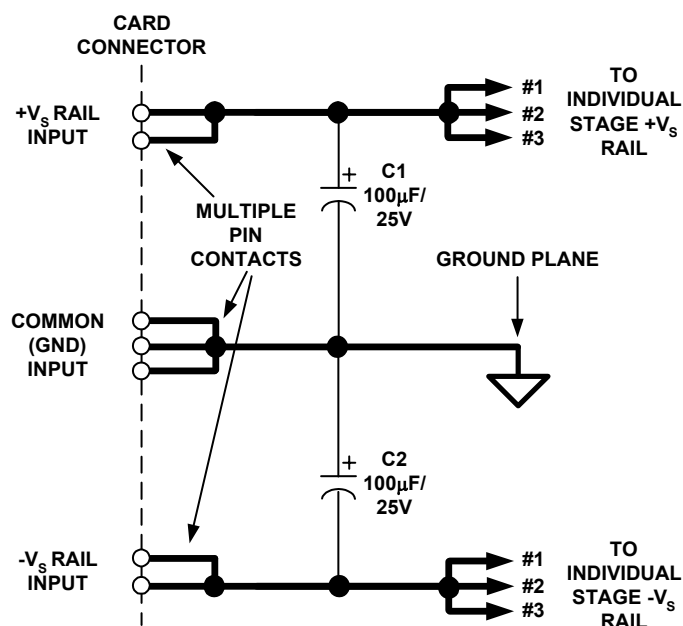 CARD
CONNECTOR
+VS RAIL
INPUT
#1
#2
#3
TO
INDIVIDUAL
STAGE +VS
RAIL
+
C1
100μF/
25V
MULTIPLE
PIN
CONTACTS
GROUND PLANE
COMMON
(GND)
INPUT
+
C2
100μF/
25V
-VS RAIL
INPUT
#1
#2
#3
TO
INDIVIDUAL
STAGE -VS
RAIL